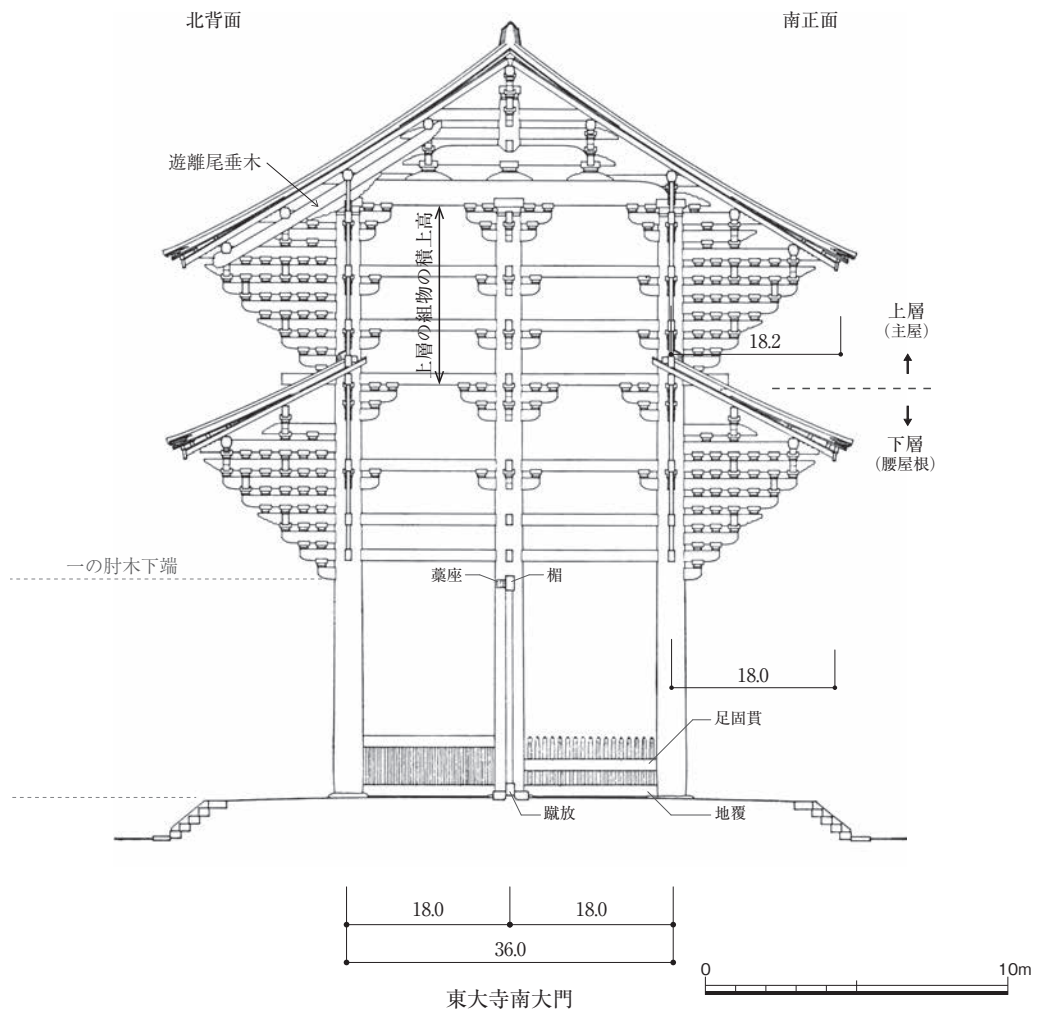 北背面
南正面
遊離尾垂木
上層の組物の積上高
上層
(主屋)
18.2
下層
(腰屋根)
一の肘木下端
藁座
楣
18.0
足固貫
蹴放
地覆
18.0
18.0
36.0
0
10m
東大寺南大門